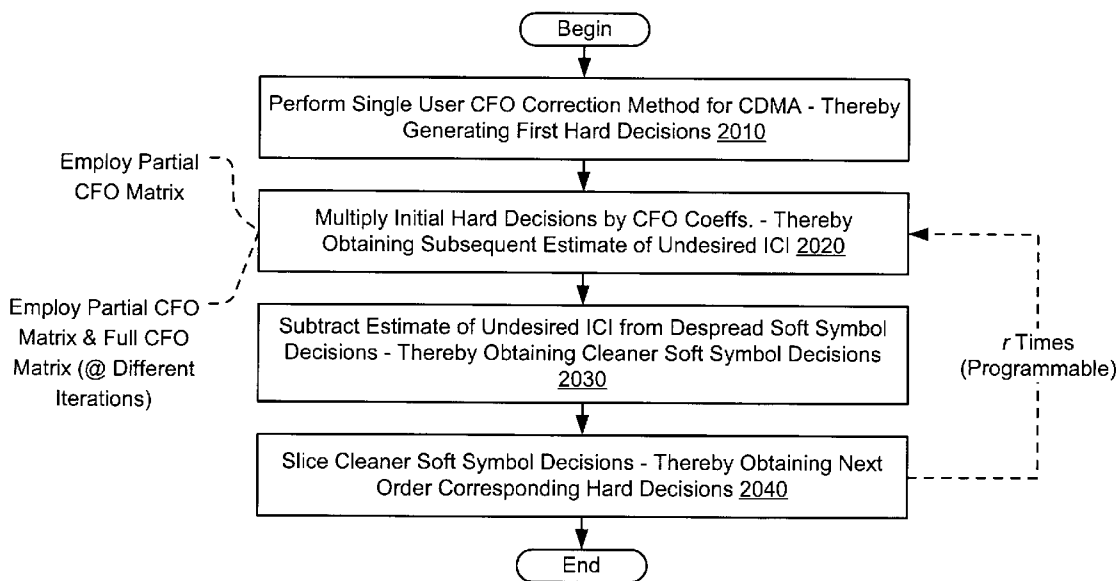 Begin
Perform Single User CFO Correction Method for CDMA - Thereby
Generating First Hard Decisions 2010
Employ Partial
CFO Matrix
Multiply Initial Hard Decisions by CFO Coeffs. - Thereby
Obtaining Subsequent Estimate of Undesired ICI 2020
Employ Partial CFO
Matrix & Full CFO
Matrix (@ Different
Iterations)
Subtract Estimate of Undesired ICI from Despread Soft Symbol
Decisions - Thereby Obtaining Cleaner Soft Symbol Decisions
2030
r Times
(Programmable)
Slice Cleaner Soft Symbol Decisions - Thereby Obtaining Next
Order Corresponding Hard Decisions 2040
End